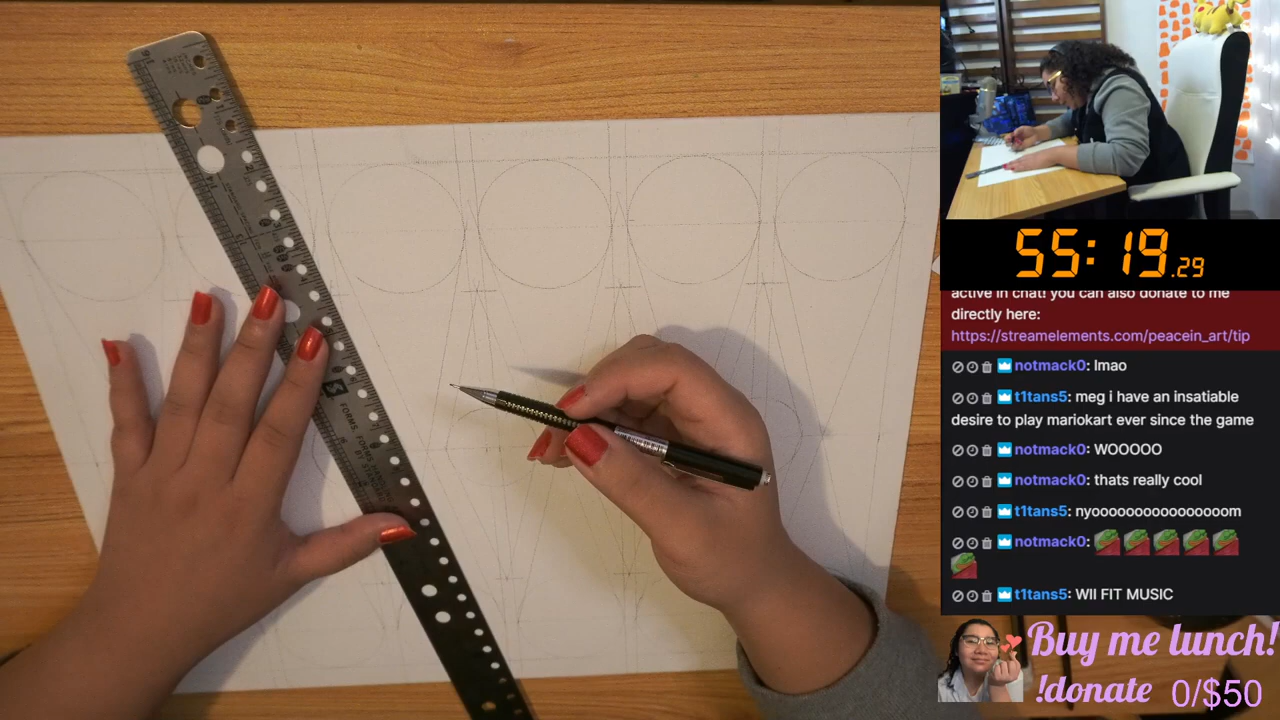 55:19.29
active in chat! you can also donate to me
directly here:
https://streamelements.com/peacein_art/tip
notmack0: lmao
t1tans5: meg i have an insatiable
desire to play mariokart ever since the game
notmack0: WOOOOO
notmack0: thats really cool
t1tans5: nyooooooooooooooooom
notmack0:
t1tans5: WII FIT MUSIC
Buy me lunch!
!donate 0/$50